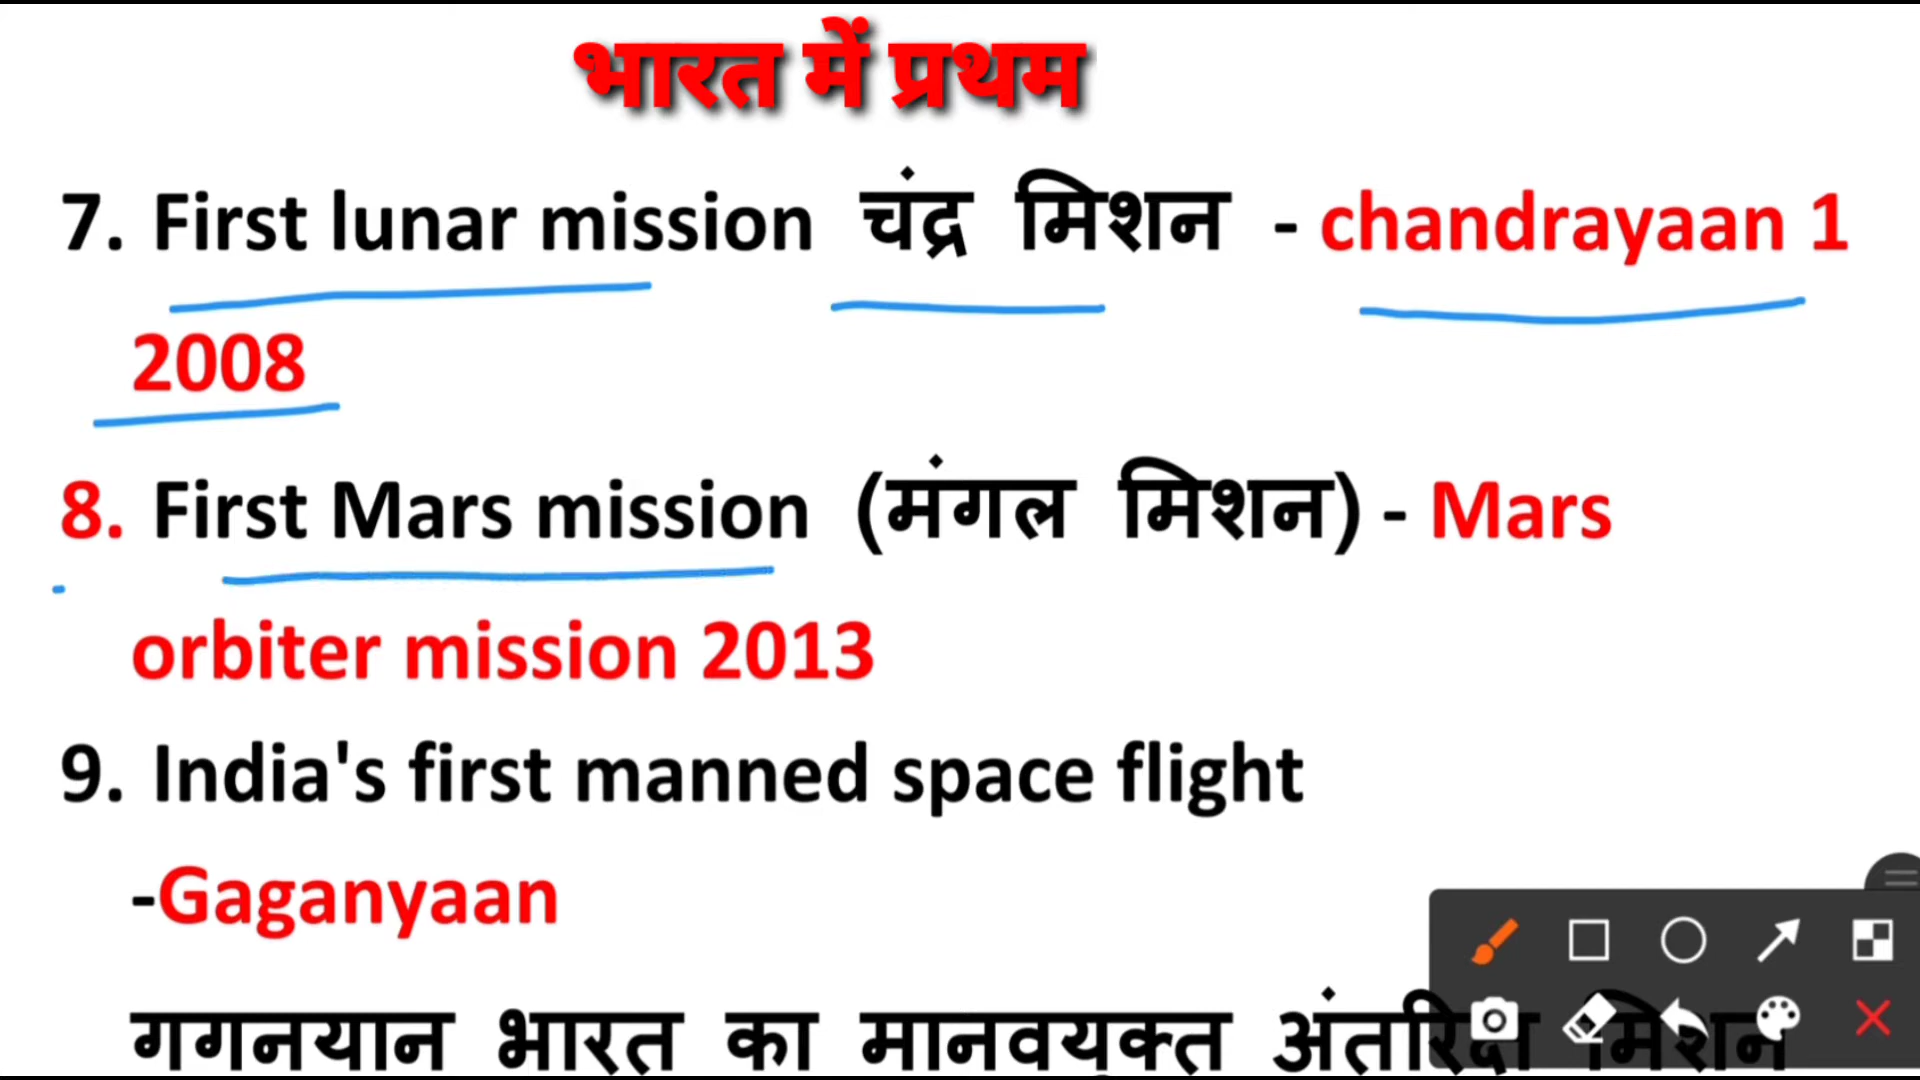 भारत में प्रथम
7. First lunar mission चंद्र मिशन - chandrayaan 1
2008
8. First Mars mission (मंगल मिशन) - Mars
orbiter mission 2013
9. India's first manned space flight
-Gaganyaan
गगनयान भारत का मानवयुक्त अंतरिक्ष मिशन